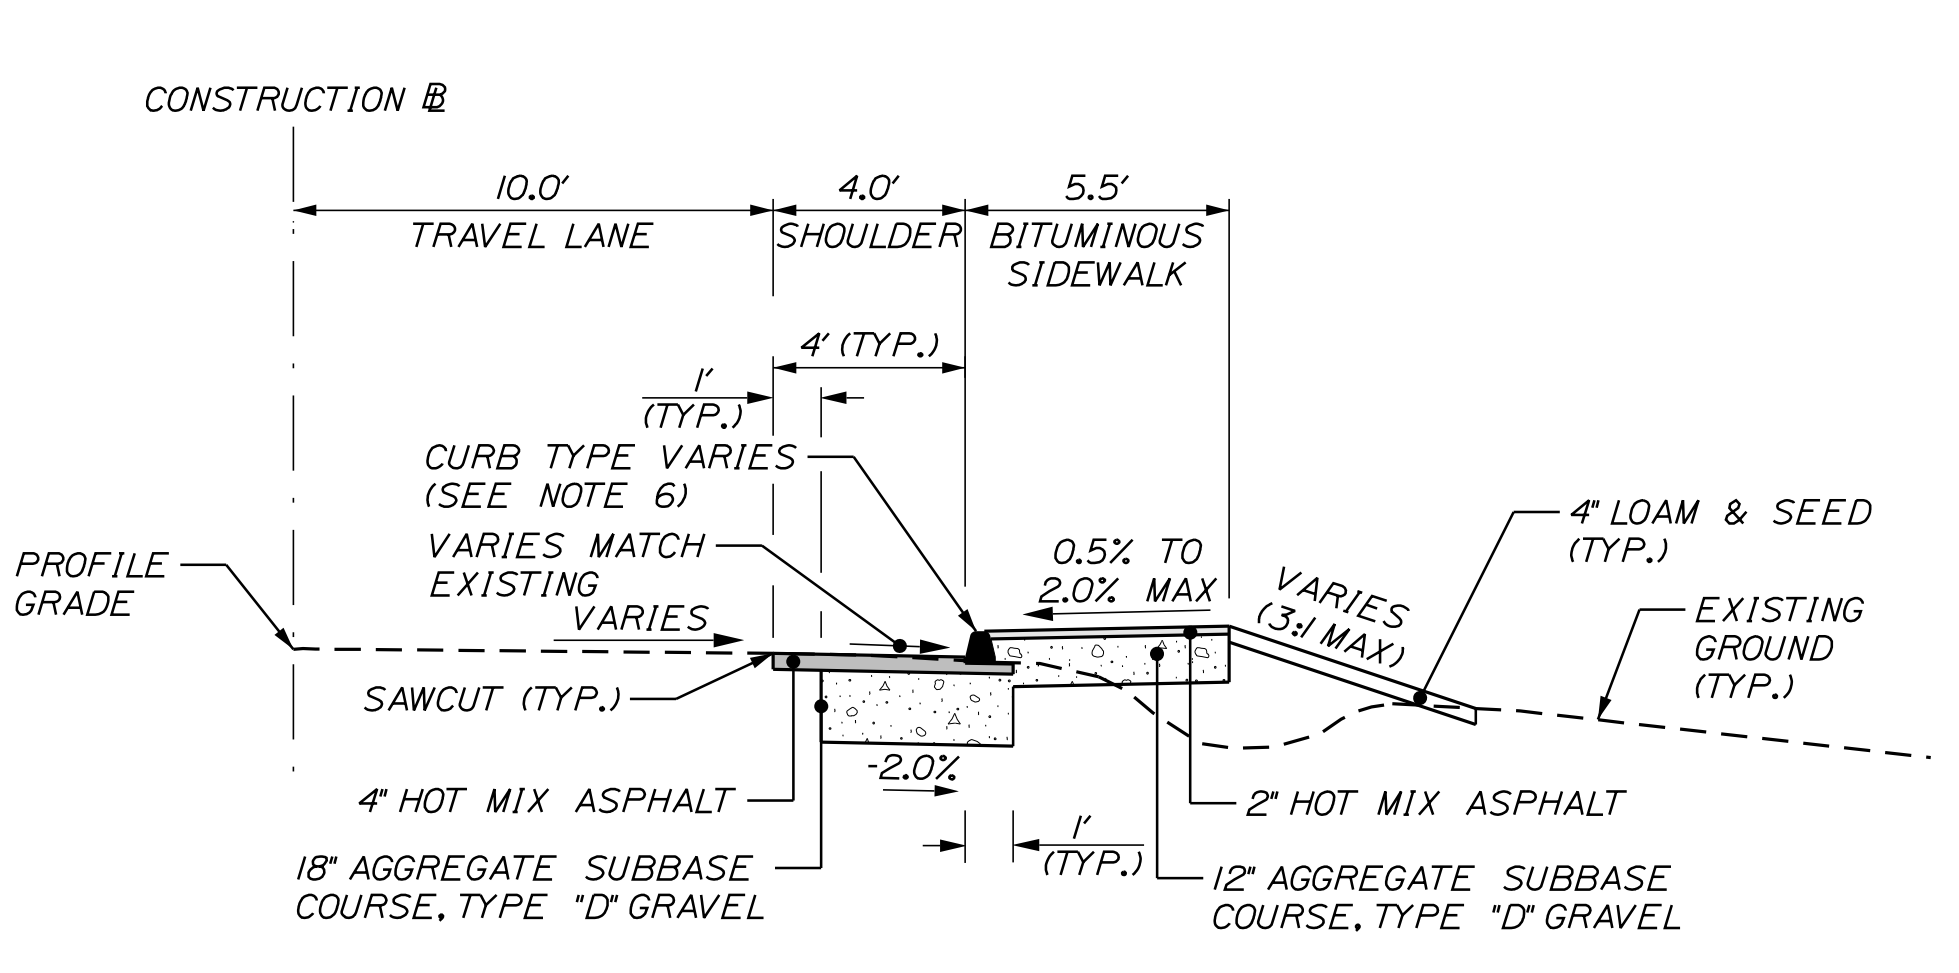 CONSTRUCTION BL
10.0'
4.0'
5.5'
TRAVEL LANE
SHOULDER
BITUMINOUS
SIDEWALK
4' (TYP.)
1'
(TYP.)
CURB TYPE VARIES
(SEE NOTE 6)
VARIES MATCH
EXISTING
VARIES
PROFILE
GRADE
0.5% TO
2.0% MAX
VARIES
(3:1 MAX)
4" LOAM & SEED
(TYP.)
EXISTING
GROUND
(TYP.)
SAWCUT (TYP.)
-2.0%
4" HOT MIX ASPHALT
2" HOT MIX ASPHALT
1'
(TYP.)
18" AGGREGATE SUBBASE
COURSE, TYPE "D" GRAVEL
12" AGGREGATE SUBBASE
COURSE, TYPE "D" GRAVEL